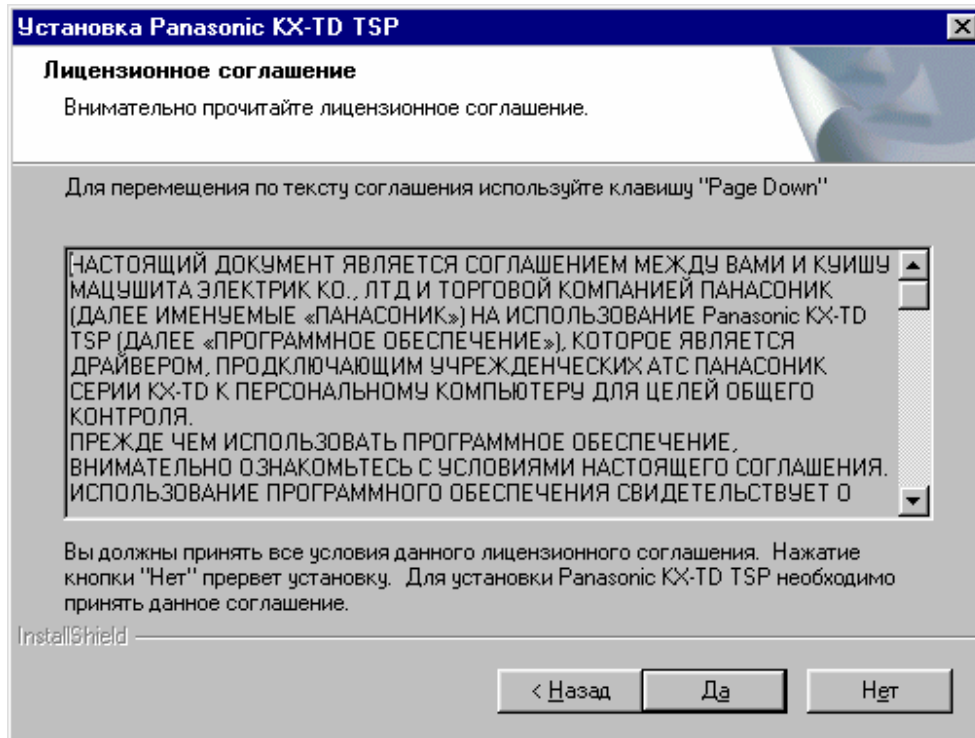 Установка Panasonic KX-TD TSP
Лицензионное соглашение
Внимательно прочитайте лицензионное соглашение.
Для перемещения по тексту соглашения используйте клавишу "Page Down"
НАСТОЯЩИЙ ДОКУМЕНТ ЯВЛЯЕТСЯ СОГЛАШЕНИЕМ МЕЖДУ ВАМИ И КУИШУ
МАЦУШИТА ЭЛЕКТРИК КО., ЛТД И ТОРГОВОЙ КОМПАНИЕЙ ПАНАСОНИК
(ДАЛЕЕ ИМЕНУЕМЫЕ «ПАНАСОНИК») НА ИСПОЛЬЗОВАНИЕ Panasonic KX-TD
TSP (ДАЛЕЕ «ПРОГРАММНОЕ ОБЕСПЕЧЕНИЕ»), КОТОРОЕ ЯВЛЯЕТСЯ
ДРАЙВЕРОМ, ПРОДКЛЮЧАЮЩИМ УЧРЕЖДЕНЧЕСКИХ АТС ПАНАСОНИК
СЕРИИ KX-TD К ПЕРСОНАЛЬНОМУ КОМПЬЮТЕРУ ДЛЯ ЦЕЛЕЙ ОБЩЕГО
КОНТРОЛЯ.
ПРЕЖДЕ ЧЕМ ИСПОЛЬЗОВАТЬ ПРОГРАММНОЕ ОБЕСПЕЧЕНИЕ,
ВНИМАТЕЛЬНО ОЗНАКОМЬТЕСЬ С УСЛОВИЯМИ НАСТОЯЩЕГО СОГЛАШЕНИЯ.
ИСПОЛЬЗОВАНИЕ ПРОГРАММНОГО ОБЕСПЕЧЕНИЯ СВИДЕТЕЛЬСТВУЕТ О
Вы должны принять все условия данного лицензионного соглашения.  Нажатие
кнопки "Нет" прервет установку.  Для установки Panasonic KX-TD TSP необходимо
принять данное соглашение.
InstallShield
< Назад
Да
Нет